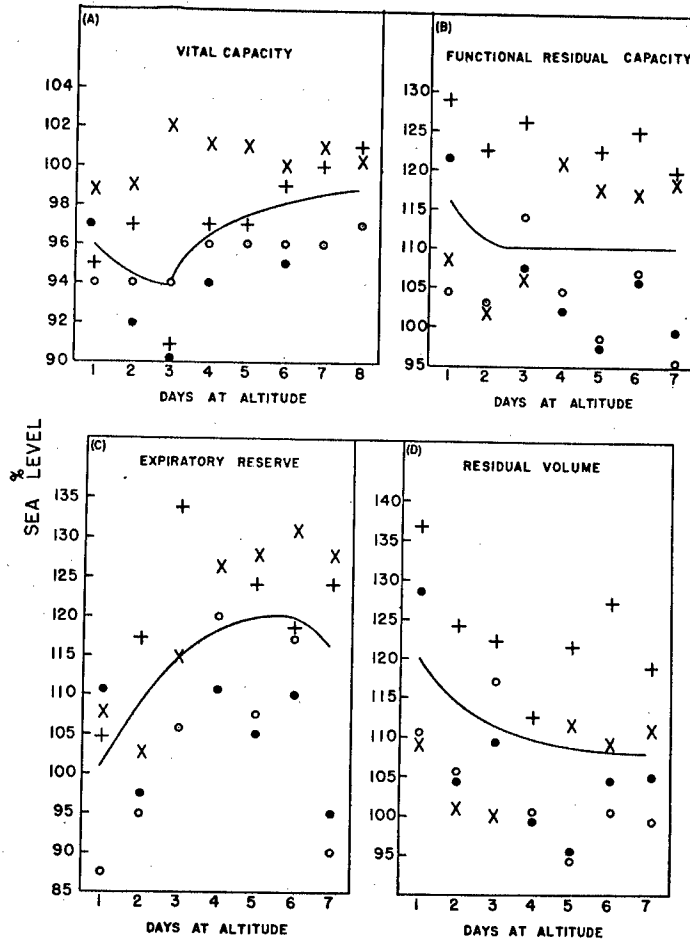 (A)
VITAL CAPACITY
104
102
100
98
96
94
92
90
1 2 3 4 5 6 7 8
DAYS AT ALTITUDE
(B)
FUNCTIONAL RESIDUAL CAPACITY
130
125
120
115
110
105
100
95
1 2 3 4 5 6 7
DAYS AT ALTITUDE
% SEA LEVEL
(C)
EXPIRATORY RESERVE
135
130
125
120
115
110
105
100
95
90
85
1 2 3 4 5 6 7
DAYS AT ALTITUDE
(D)
RESIDUAL VOLUME
140
135
130
125
120
115
110
105
100
95
1 2 3 4 5 6 7
DAYS AT ALTITUDE